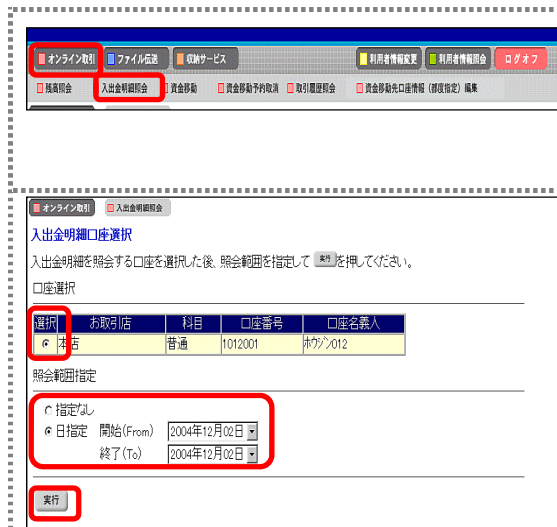 オンライン取引 ファイル伝送 収納サービス 利用者情報変更 利用者情報照会 ログオフ
残高照会 入出金明細照会 資金移動 資金移動予約取消 取引履歴照会 資金移動先口座情報(都度指定)編集
オンライン取引 入出金明細照会
入出金明細口座選択
入出金明細を照会する口座を選択した後、照会範囲を指定して 実行 を押してください。
口座選択
選択 お取引店 科目 口座番号 口座名義人
本店 普通 1012001 ホウジン012
照会範囲指定
指定なし
日指定 開始(From) 2004年12月02日
終了(To) 2004年12月02日
実行